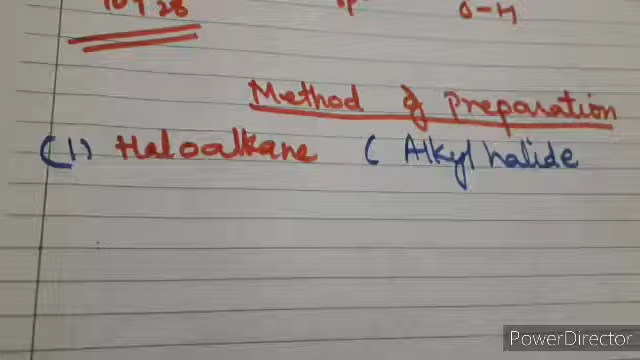 O-H
Method of preparation
(1) Haloalkane ( Alkyl halide
PowerDirector